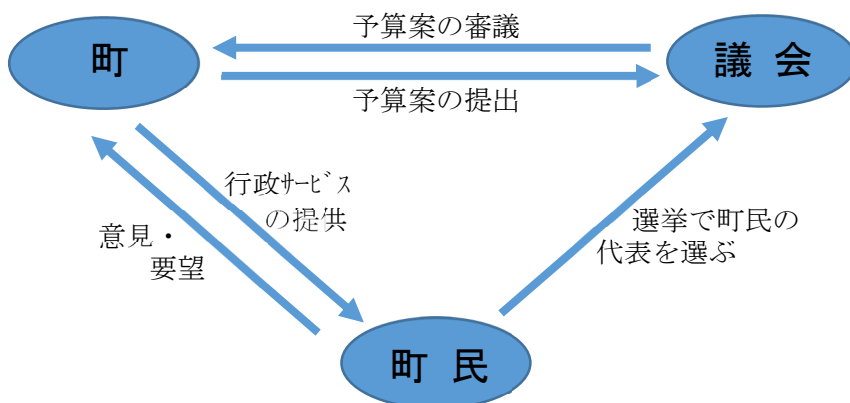 予算案の審議
町
議 会
予算案の提出
行政ｻｰﾋﾞｽ
の提供
意見・
要望
選挙で町民の
代表を選ぶ
町 民